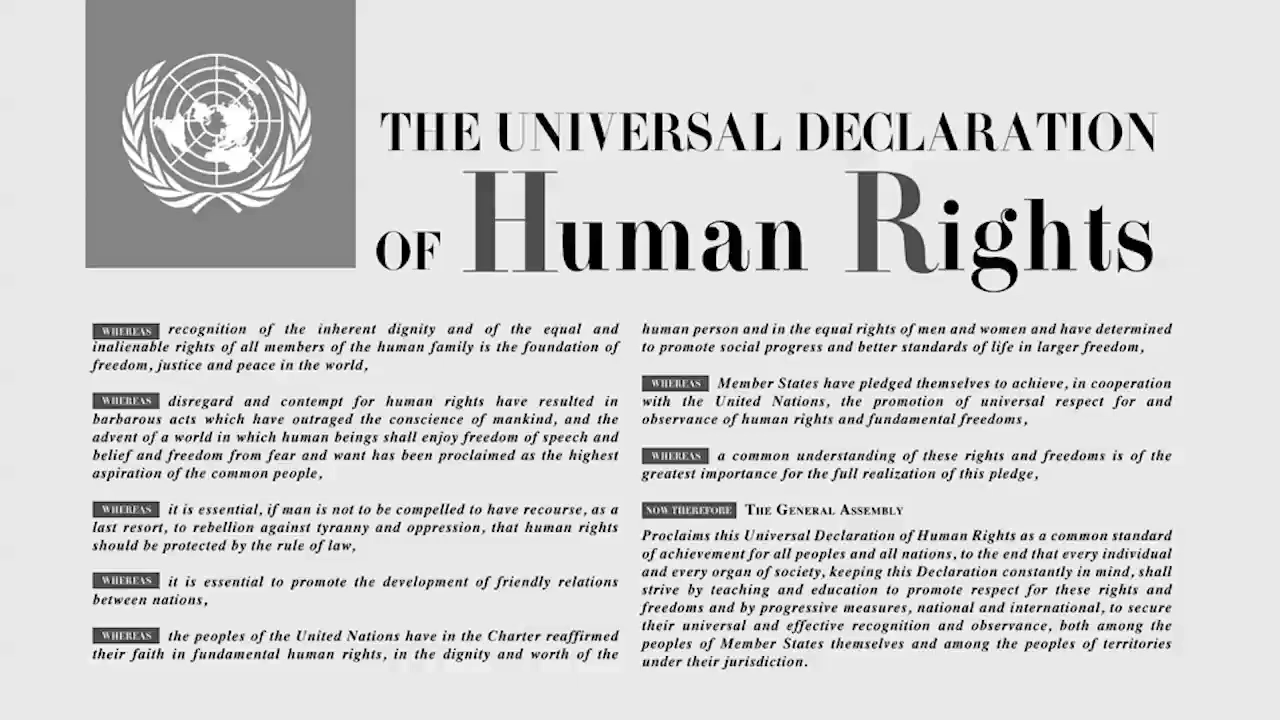 THE UNIVERSAL DECLARATION
OF Human Rights
WHEREAS recognition of the inherent dignity and of the equal and
inalienable rights of all members of the human family is the foundation of
freedom, justice and peace in the world,
WHEREAS disregard and contempt for human rights have resulted in
barbarous acts which have outraged the conscience of mankind, and the
advent of a world in which human beings shall enjoy freedom of speech and
belief and freedom from fear and want has been proclaimed as the highest
aspiration of the common people,
WHEREAS it is essential, if man is not to be compelled to have recourse, as a
last resort, to rebellion against tyranny and oppression, that human rights
should be protected by the rule of law,
WHEREAS it is essential to promote the development of friendly relations
between nations,
WHEREAS the peoples of the United Nations have in the Charter reaffirmed
their faith in fundamental human rights, in the dignity and worth of the
human person and in the equal rights of men and women and have determined
to promote social progress and better standards of life in larger freedom,
WHEREAS Member States have pledged themselves to achieve, in cooperation
with the United Nations, the promotion of universal respect for and
observance of human rights and fundamental freedoms,
WHEREAS a common understanding of these rights and freedoms is of the
greatest importance for the full realization of this pledge,
NOW THEREFORE THE GENERAL ASSEMBLY
Proclaims this Universal Declaration of Human Rights as a common standard
of achievement for all peoples and all nations, to the end that every individual
and every organ of society, keeping this Declaration constantly in mind, shall
strive by teaching and education to promote respect for these rights and
freedoms and by progressive measures, national and international, to secure
their universal and effective recognition and observance, both among the
peoples of Member States themselves and among the peoples of territories
under their jurisdiction.